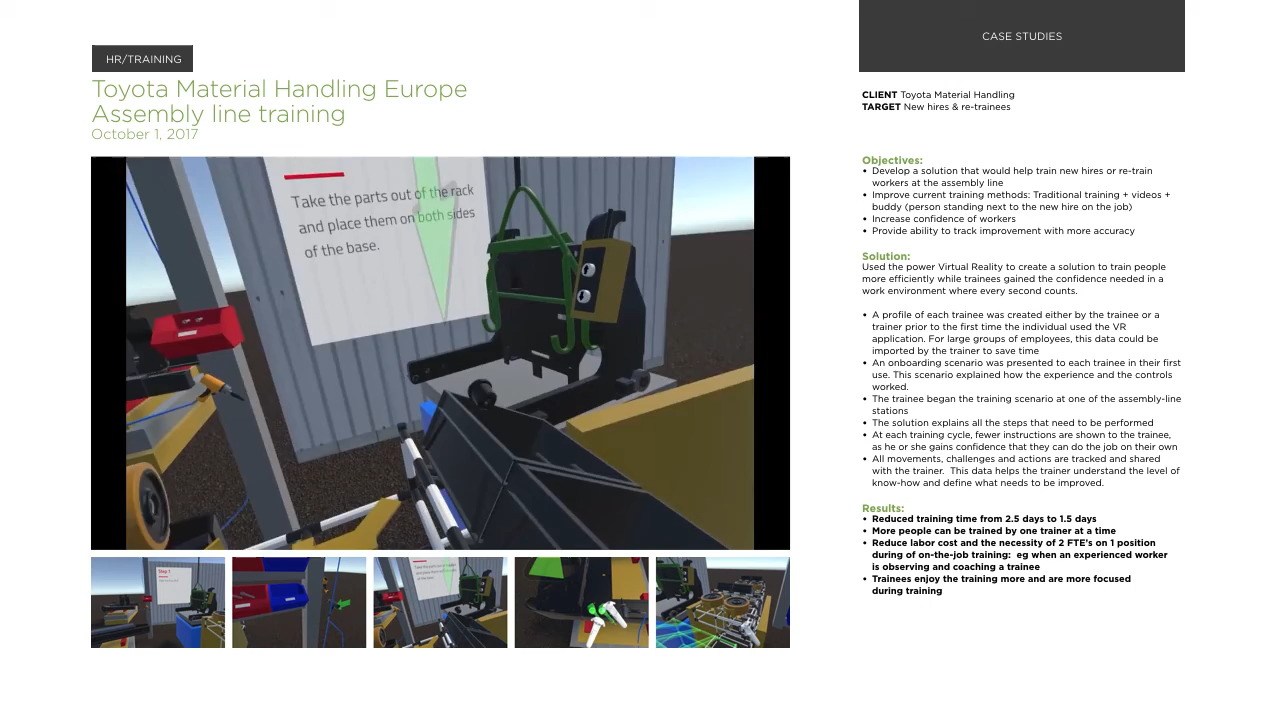 HR/TRAINING
Toyota Material Handling Europe
Assembly line training
October 1, 2017
Take the parts out of the rack
and place them on both sides
of the base.
Step 1
CASE STUDIES
CLIENT Toyota Material Handling
TARGET New hires & re-trainees
Objectives:
• Develop a solution that would help train new hires or re-train
workers at the assembly line
• Improve current training methods: Traditional training + videos +
buddy (person standing next to the new hire on the job)
• Increase confidence of workers
• Provide ability to track improvement with more accuracy
Solution:
Used the power Virtual Reality to create a solution to train people
more efficiently while trainees gained the confidence needed in a
work environment where every second counts.
• A profile of each trainee was created either by the trainee or a
trainer prior to the first time the individual used the VR
application. For large groups of employees, this data could be
imported by the trainer to save time
• An onboarding scenario was presented to each trainee in their first
use. This scenario explained how the experience and the controls
worked.
• The trainee began the training scenario at one of the assembly-line
stations
• The solution explains all the steps that need to be performed
• At each training cycle, fewer instructions are shown to the trainee,
as he or she gains confidence that they can do the job on their own
• All movements, challenges and actions are tracked and shared
with the trainer.  This data helps the trainer understand the level of
know-how and define what needs to be improved.
Results:
• Reduced training time from 2.5 days to 1.5 days
• More people can be trained by one trainer at a time
• Reduce labor cost and the necessity of 2 FTE's on 1 position
during of on-the-job training:  eg when an experienced worker
is observing and coaching a trainee
• Trainees enjoy the training more and are more focused
during training